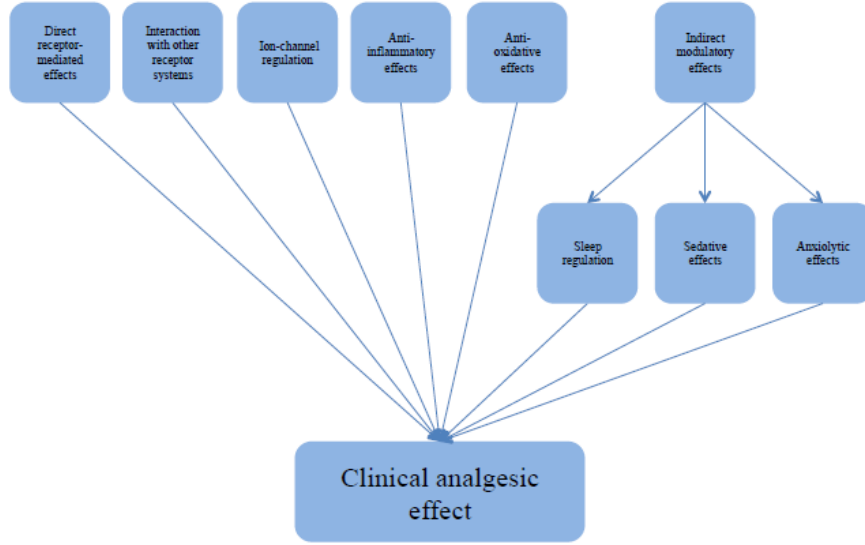 Direct
receptor-
mediated
effects
Interaction
with other
receptor
systems
Ion-channel
regulation
Anti-
inflammatory
effects
Anti-
oxidative
effects
Indirect
modulatory
effects
Sleep
regulation
Sedative
effects
Anxiolytic
effects
Clinical analgesic
effect